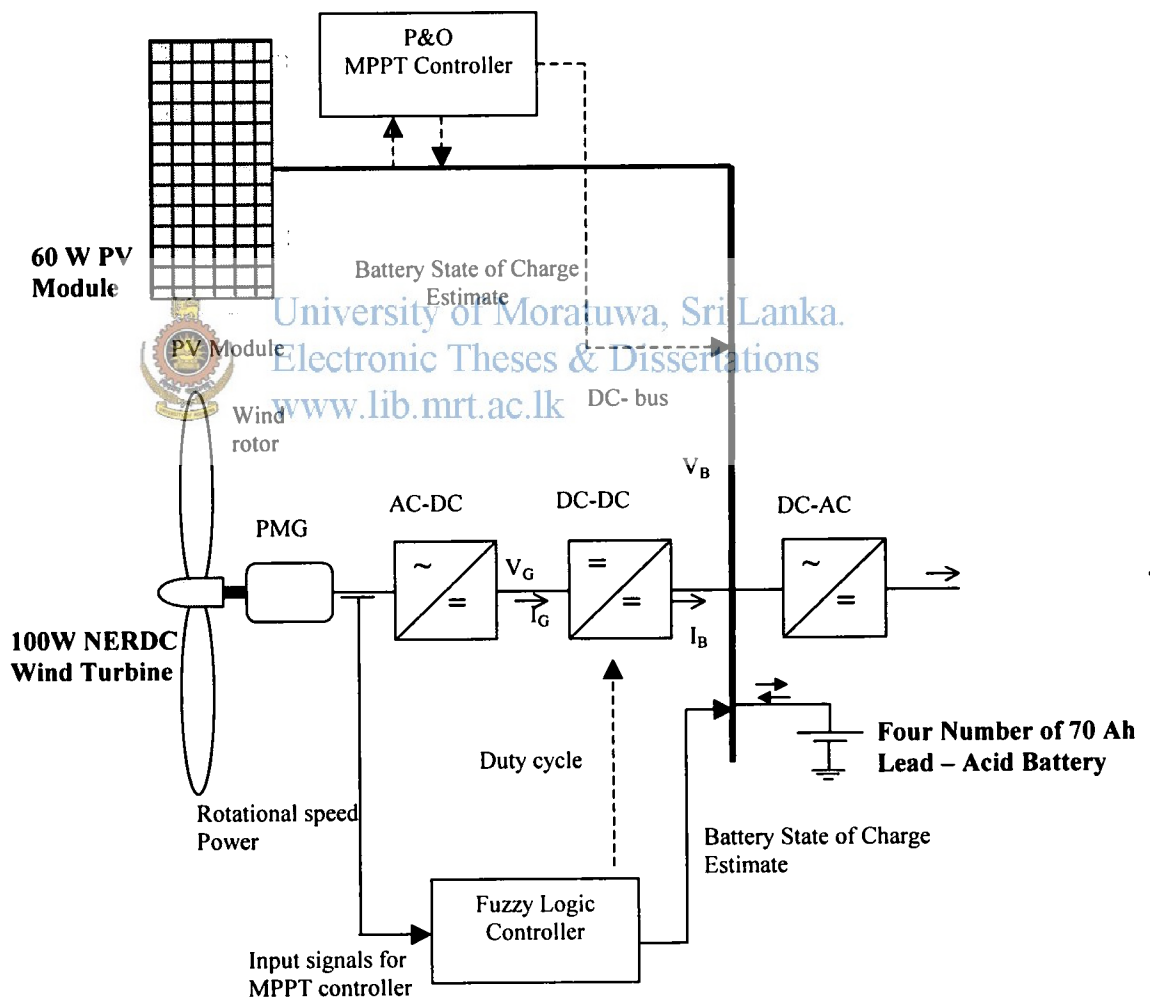 P&O
MPPT Controller
60 W PV
Module
Battery State of Charge
Estimate
University of Moratuwa, Sri Lanka.
Electronic Theses & Dissertations
www.lib.mrt.ac.lk
PV Module
Wind
rotor
DC- bus
V_B
AC-DC
DC-DC
DC-AC
PMG
~
=
V_G
I_G
=
=
I_B
~
=
100W NERDC
Wind Turbine
Four Number of 70 Ah
Lead – Acid Battery
Duty cycle
Rotational speed
Power
Battery State of Charge
Estimate
Fuzzy Logic
Controller
Input signals for
MPPT controller